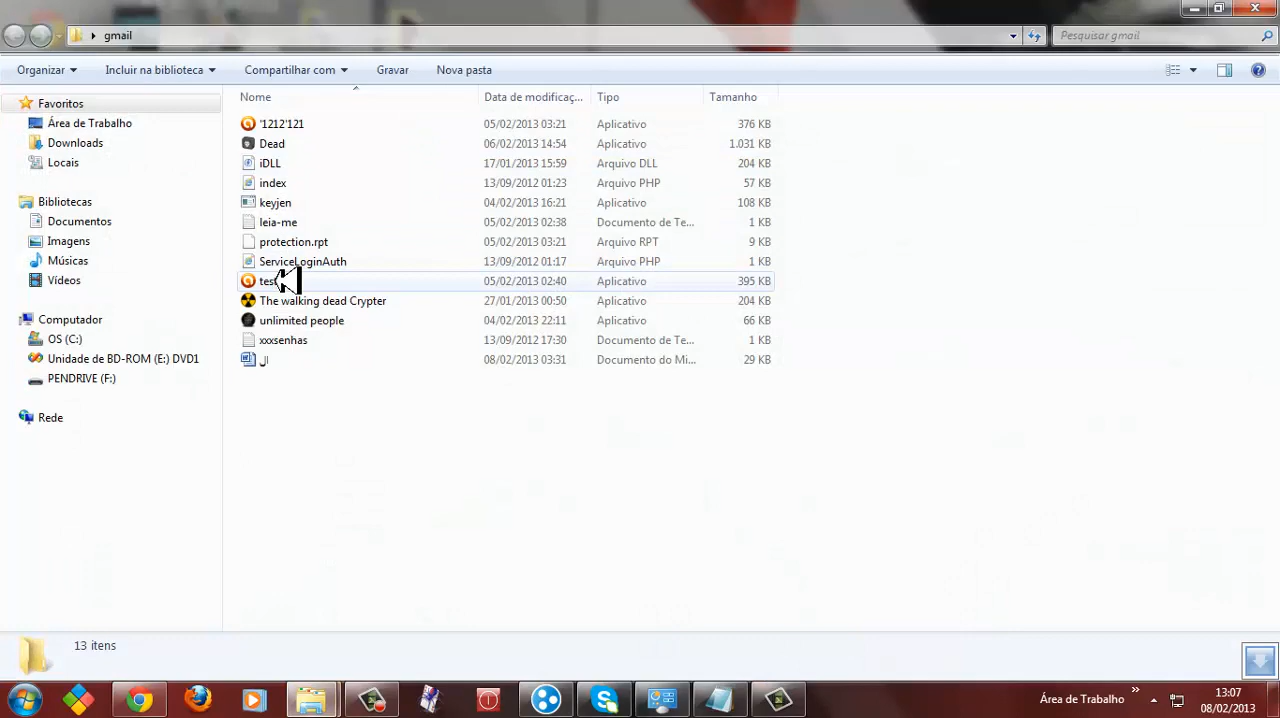 gmail
Pesquisar gmail
Organizar
Incluir na biblioteca
Compartilhar com
Gravar
Nova pasta
Favoritos
Área de Trabalho
Downloads
Locais
Bibliotecas
Documentos
Imagens
Músicas
Vídeos
Computador
OS (C:)
Unidade de BD-ROM (E:) DVD1
PENDRIVE (F:)
Rede
Nome Data de modificaç... Tipo Tamanho
'1212'121 05/02/2013 03:21 Aplicativo 376 KB
Dead 06/02/2013 14:54 Aplicativo 1.031 KB
iDLL 17/01/2013 15:59 Arquivo DLL 204 KB
index 13/09/2012 01:23 Arquivo PHP 57 KB
keyjen 04/02/2013 16:21 Aplicativo 108 KB
leia-me 05/02/2013 02:38 Documento de Te... 1 KB
protection.rpt 05/02/2013 03:21 Arquivo RPT 9 KB
ServiceLoginAuth 13/09/2012 01:17 Arquivo PHP 1 KB
05/02/2013 02:40 Aplicativo 395 KB
The walking dead Crypter 27/01/2013 00:50 Aplicativo 204 KB
unlimited people 04/02/2013 22:11 Aplicativo 66 KB
xxxsenhas 13/09/2012 17:30 Documento de Te... 1 KB
ال 08/02/2013 03:31 Documento do Mi... 29 KB
13 itens
Área de Trabalho
13:07
08/02/2013